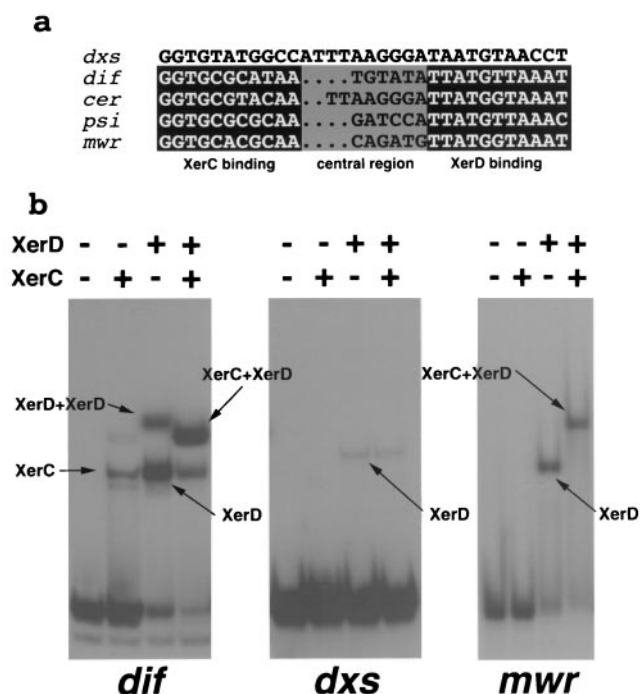 a
dxs GGTGTATGGCCATTTAAGGGATAATGTAACCT
dif GGTGCGCATAA....TGTATATTATGTTAAAT
cer GGTGCGTACAA..TTAAGGGATTATGGTAAAT
psi GGTGCGCGCAA....GATCCATTATGTTAAAC
mwr GGTGCACGCAA....CAGATGTTATGGTAAAT
XerC binding central region XerD binding
b
XerD - - + + - - + + - - + +
XerC - + - + - + - + - + - +
XerC+XerD
XerC+XerD
XerD+XerD
XerC
XerD
XerD
XerD
dif dxs mwr